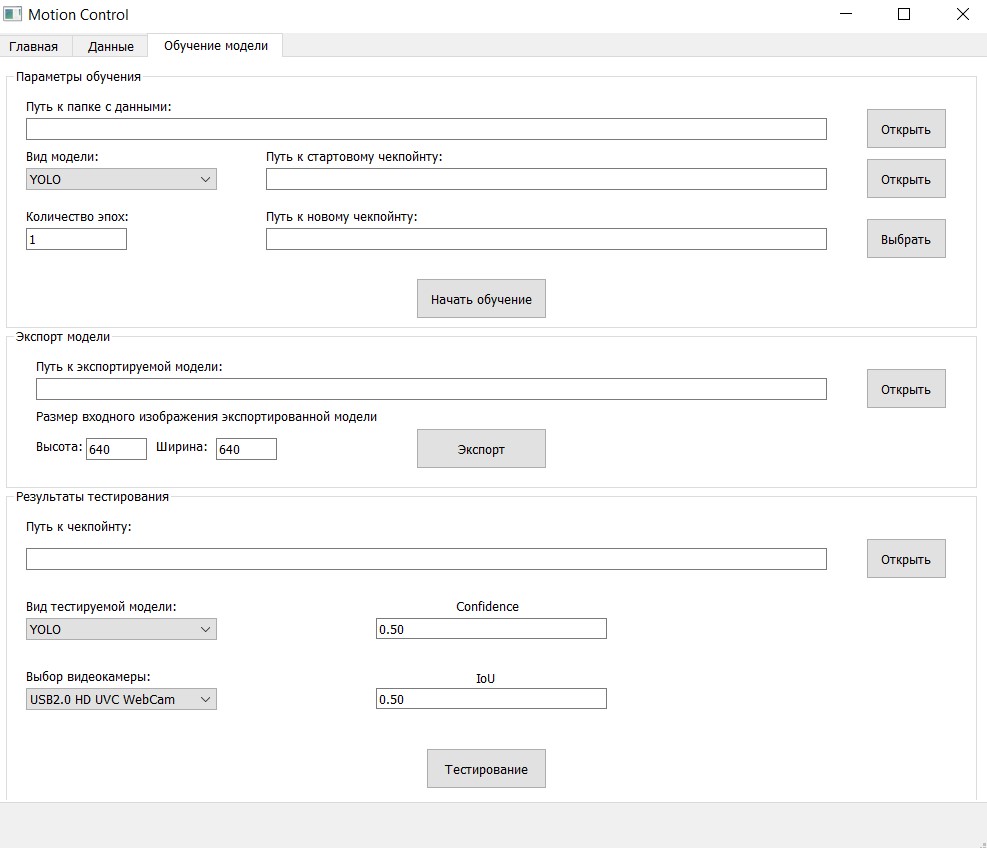 Motion Control
Главная Данные Обучение модели
Параметры обучения
Путь к папке с данными:
Открыть
Вид модели: Путь к стартовому чекпойнту:
YOLO Открыть
Количество эпох: Путь к новому чекпойнту:
1 Выбрать
Начать обучение
Экспорт модели
Путь к экспортируемой модели:
Открыть
Размер входного изображения экспортированной модели
Высота: 640 Ширина: 640 Экспорт
Результаты тестирования
Путь к чекпойнту:
Открыть
Вид тестируемой модели: Confidence
YOLO 0.50
Выбор видеокамеры: IoU
USB2.0 HD UVC WebCam 0.50
Тестирование